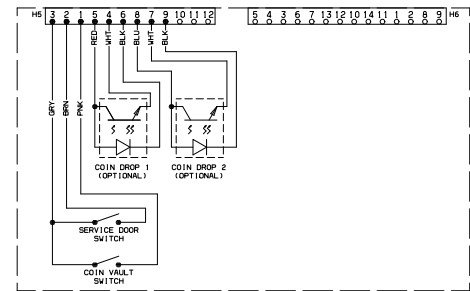 H5 3 2 1 5 4 6 8 7 9 10 11 12
5 4 3 6 7 13 12 10 14 11 1 2 8 9 H6
RED WHT BLK BLU WHT BLK
GRY BRN PNK
COIN DROP 1
(OPTIONAL)
COIN DROP 2
(OPTIONAL)
SERVICE DOOR
SWITCH
COIN VAULT
SWITCH